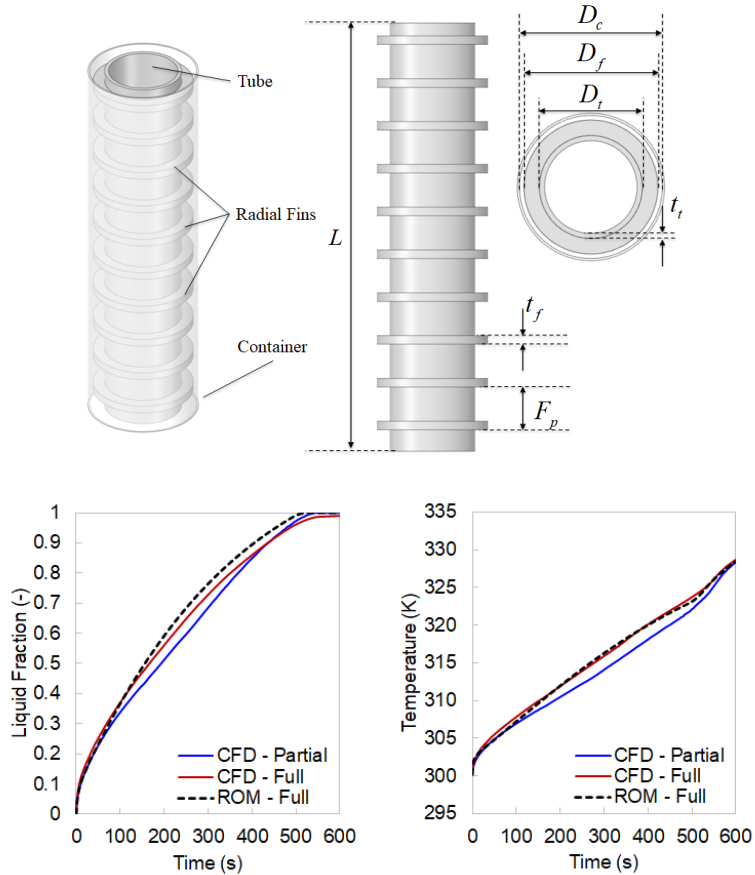 Tube
Radial Fins
Container
L
t_f
F_p
D_c
D_f
D_t
t_t
Liquid Fraction (-)
1
0.9
0.8
0.7
0.6
0.5
0.4
0.3
0.2
0.1
0
CFD - Partial
CFD - Full
ROM - Full
0 100 200 300 400 500 600
Time (s)
Temperature (K)
335
330
325
320
315
310
305
300
295
CFD - Partial
CFD - Full
ROM - Full
0 100 200 300 400 500 600
Time (s)